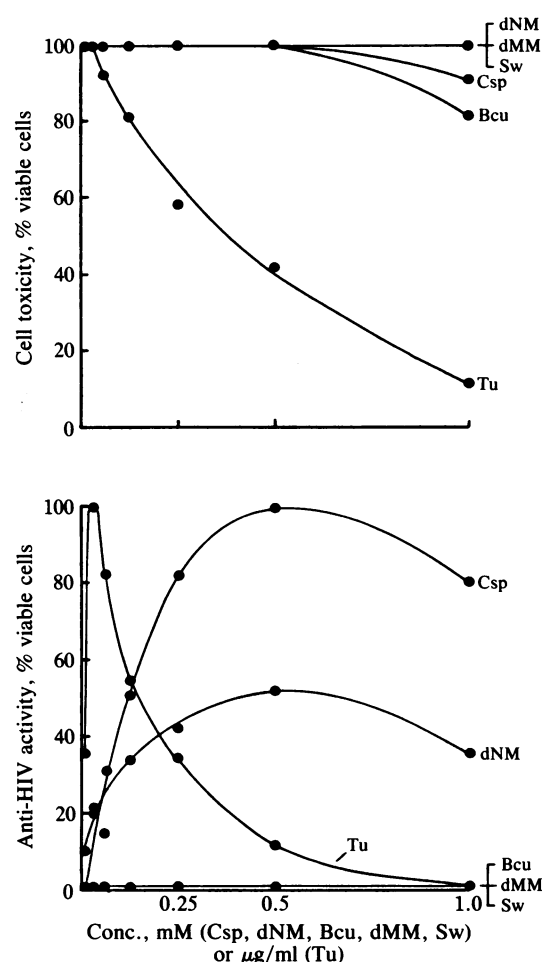 dNM
100
dMM
Sw
Csp
Bcu
80
60
40
20
0
Tu
Cell toxicity, % viable cells
100
80
60
40
20
0
Csp
dNM
Tu
Bcu
dMM
Sw
Anti-HIV activity, % viable cells
0.25 0.5 1.0
Conc., mM (Csp, dNM, Bcu, dMM, Sw)
or μg/ml (Tu)